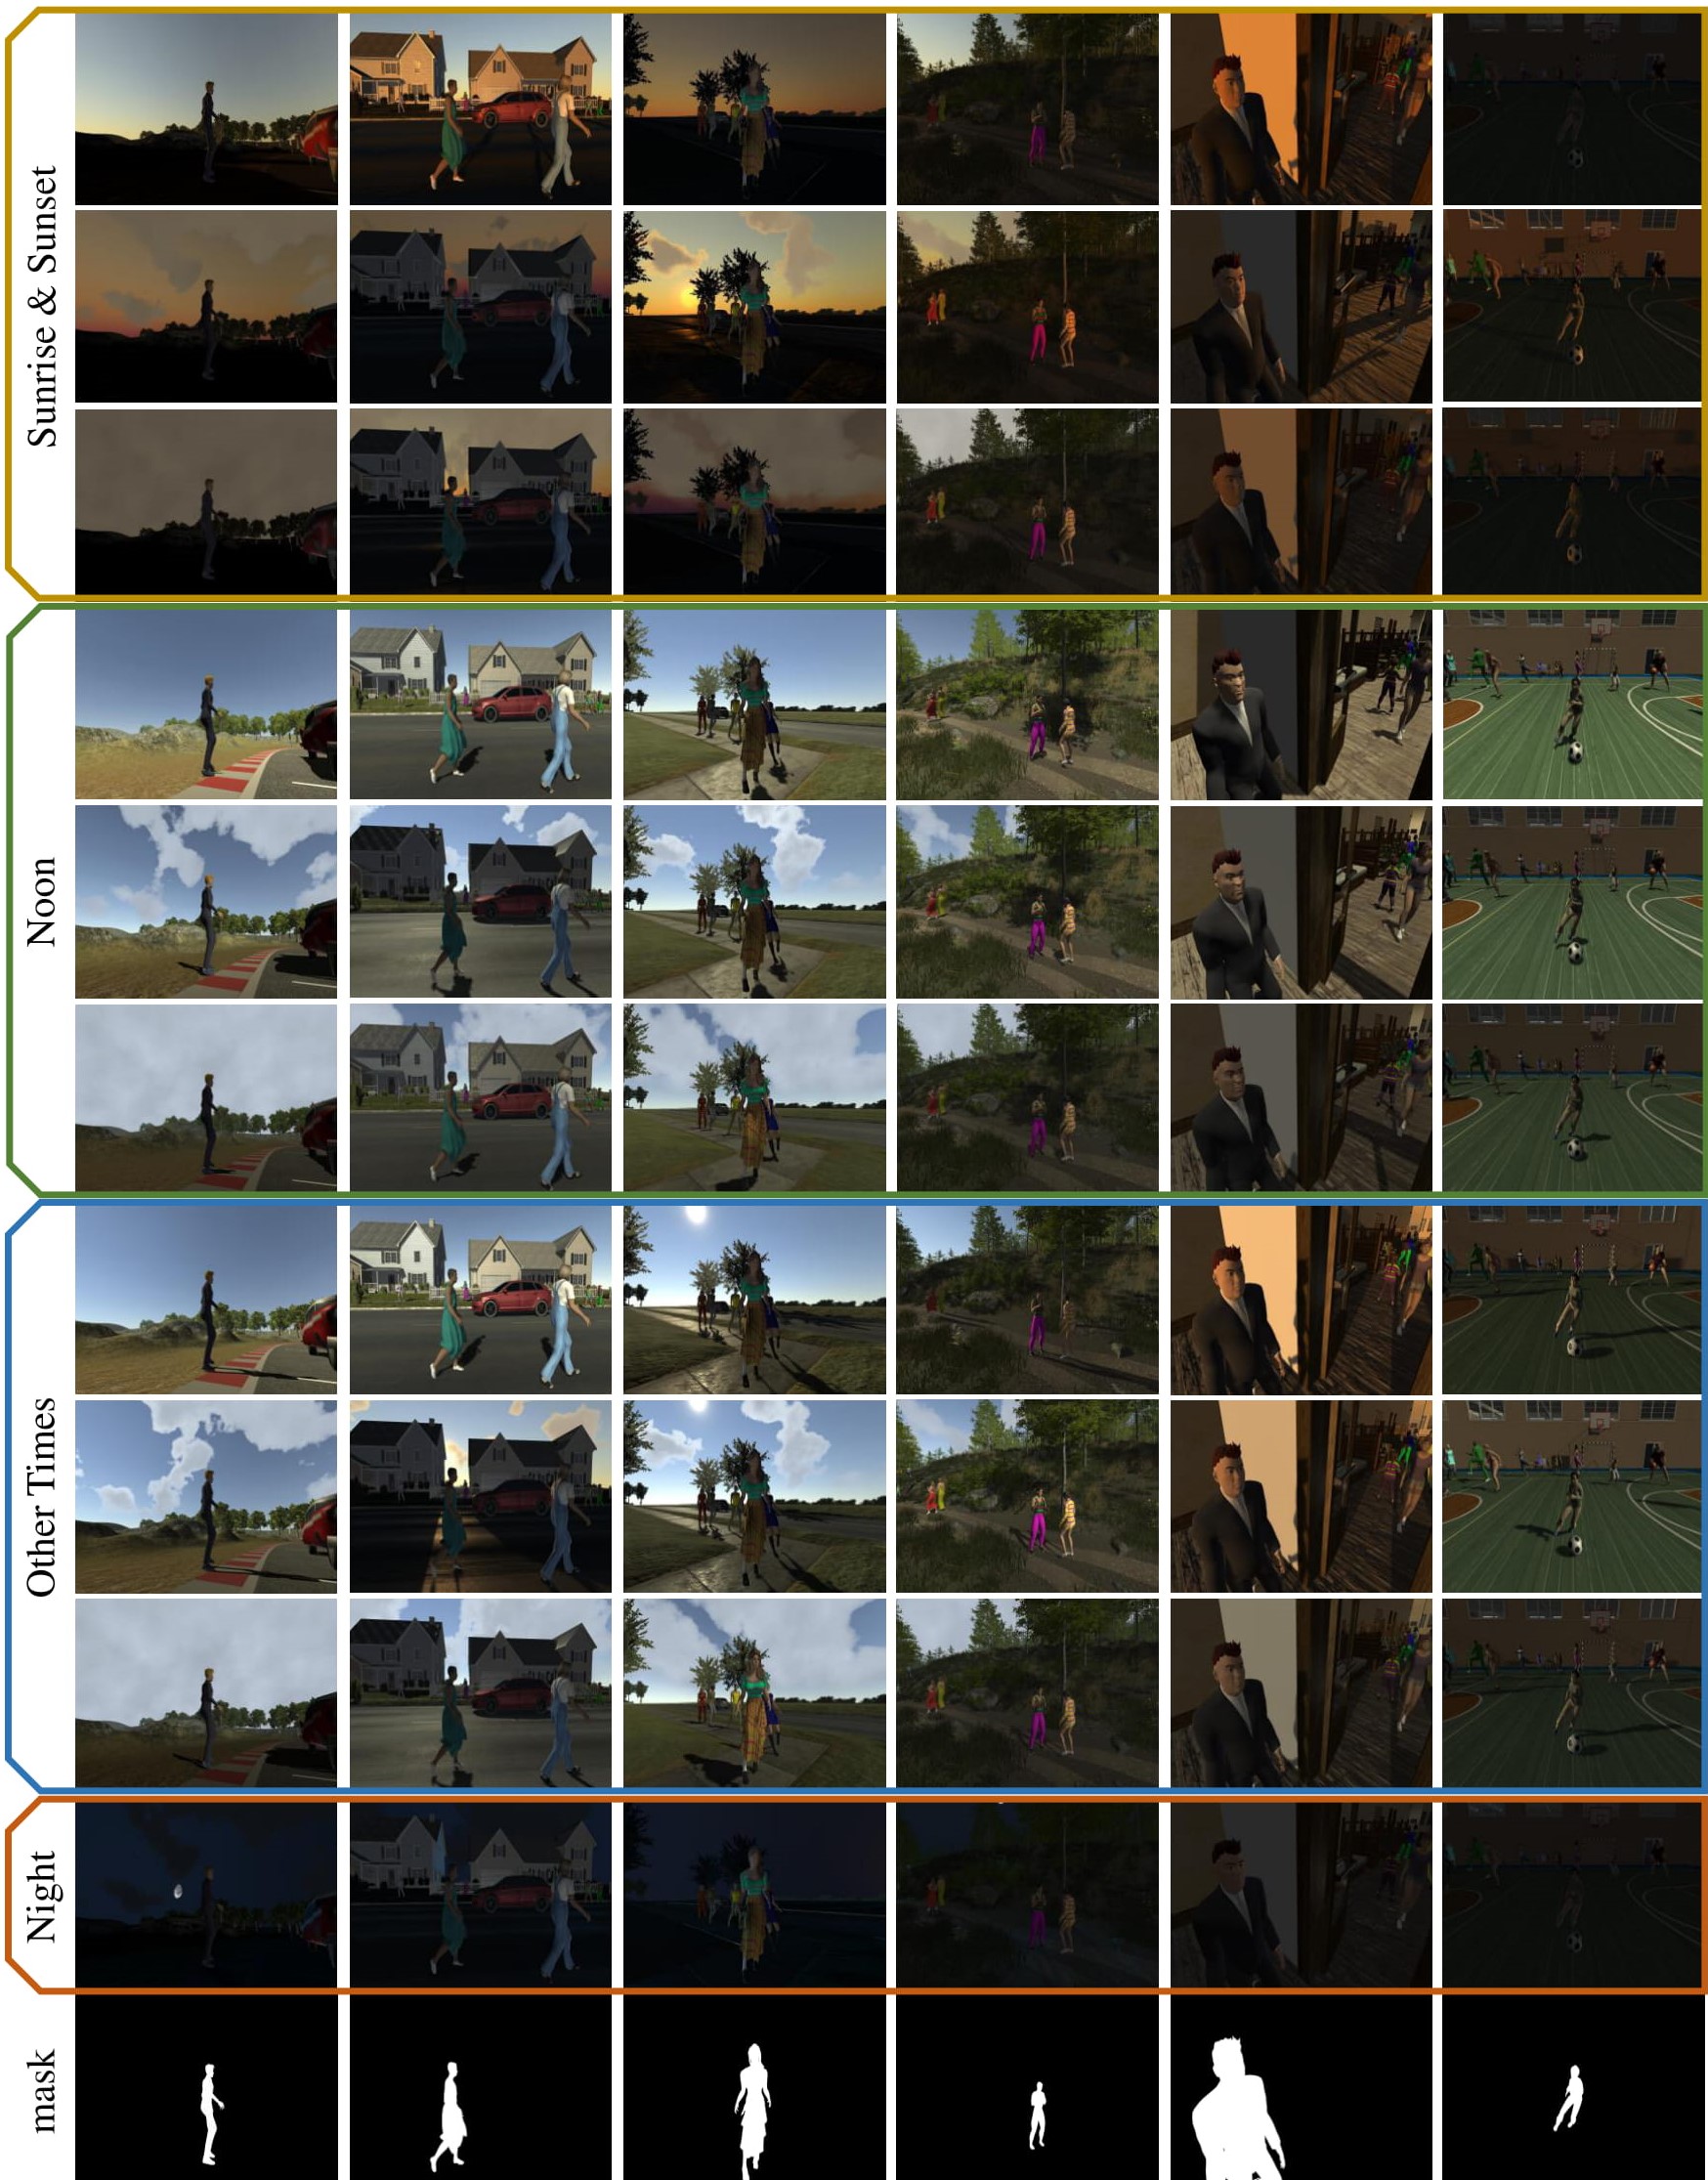 Sunrise & Sunset
Noon
Other Times
Night
mask